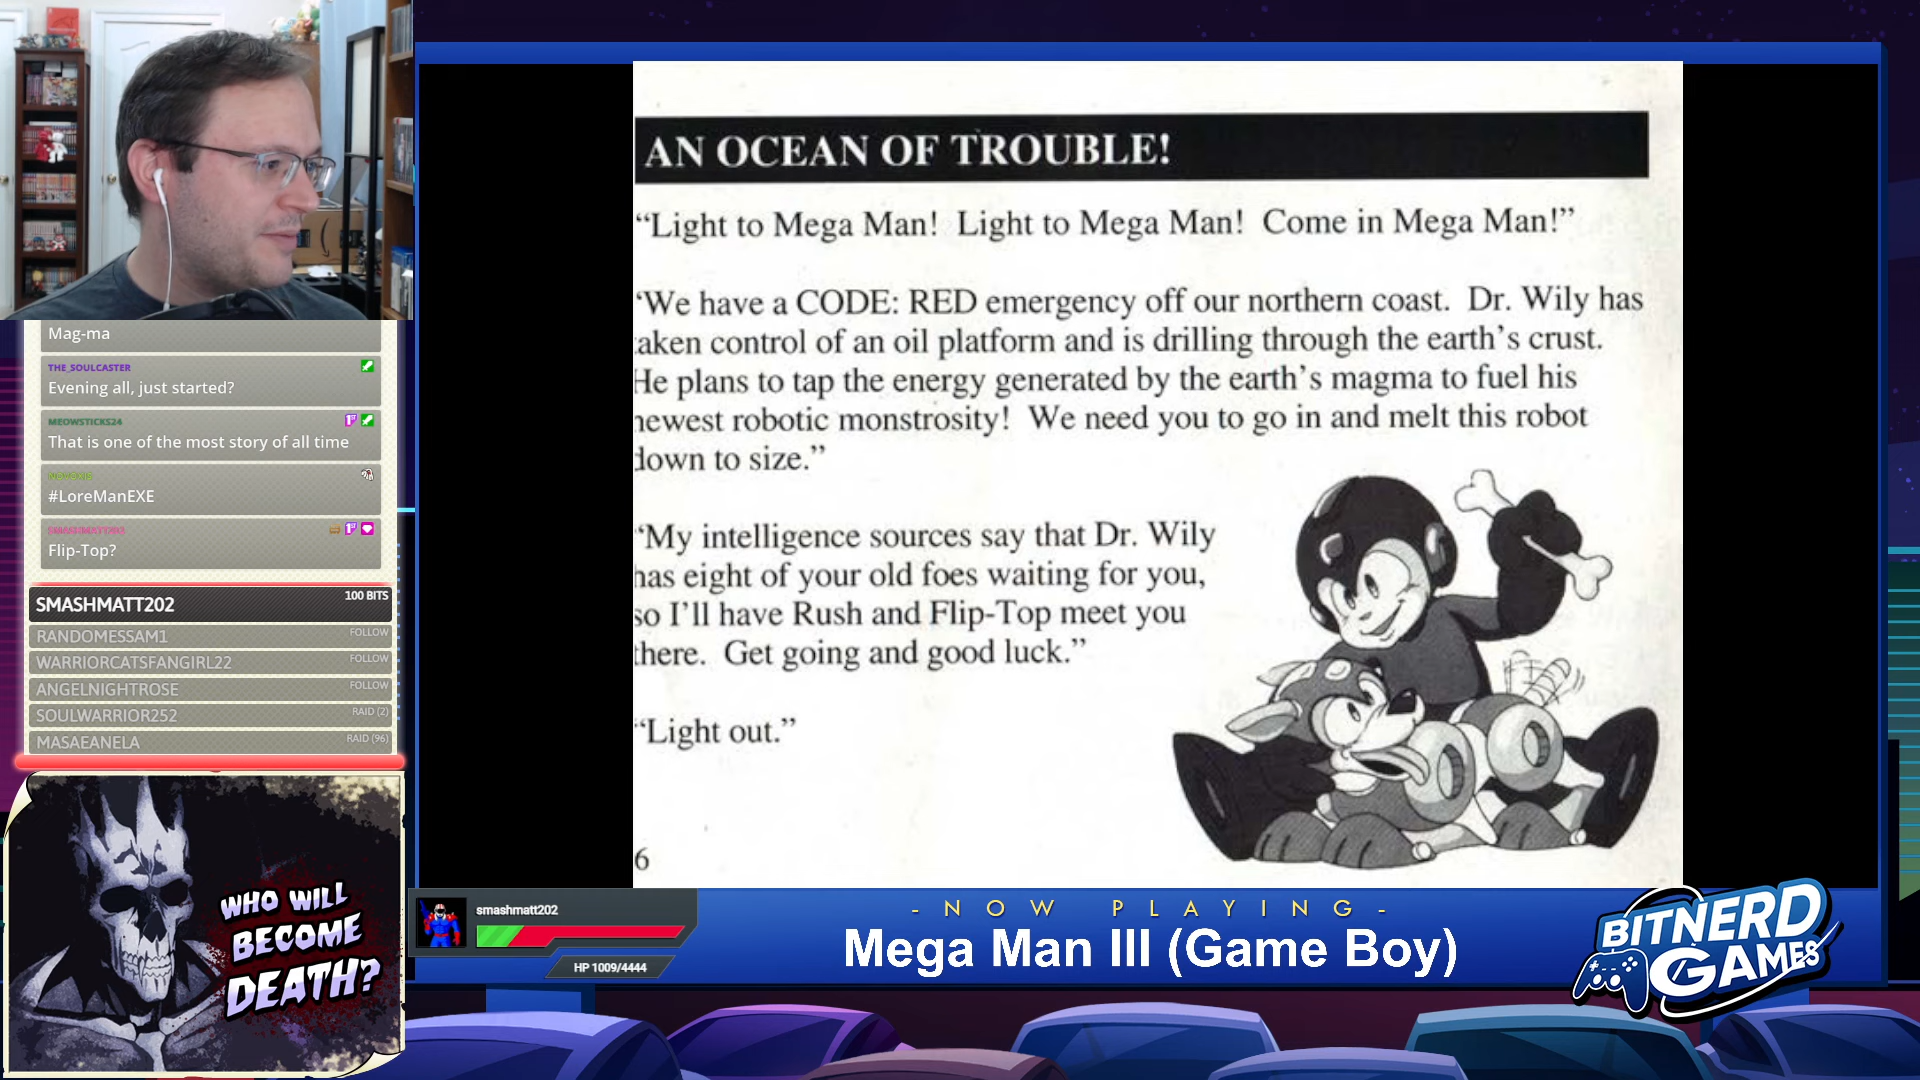 AN OCEAN OF TROUBLE!
“Light to Mega Man! Light to Mega Man! Come in Mega Man!”
“We have a CODE: RED emergency off our northern coast. Dr. Wily has
aken control of an oil platform and is drilling through the earth’s crust.
He plans to tap the energy generated by the earth’s magma to fuel his
newest robotic monstrosity! We need you to go in and melt this robot
down to size.”
“My intelligence sources say that Dr. Wily
has eight of your old foes waiting for you,
so I’ll have Rush and Flip-Top meet you
there. Get going and good luck.”
“Light out.”
6
Mag-ma
THE_SOULCASTER
Evening all, just started?
MEOWSTICKS24
That is one of the most story of all time
NOVOXIS
#LoreManEXE
SMASHMATT202
Flip-Top?
SMASHMATT202 100 BITS
RANDOMESSAM1 FOLLOW
WARRIORCATSFANGIRL22 FOLLOW
ANGELNIGHTROSE FOLLOW
SOULWARRIOR252 RAID (2)
MASAEANELA RAID (96)
WHO WILL
BECOME
DEATH?
smashmatt202
HP 1009/4444
- NOW PLAYING -
Mega Man III (Game Boy)
BITNERD
GAMES